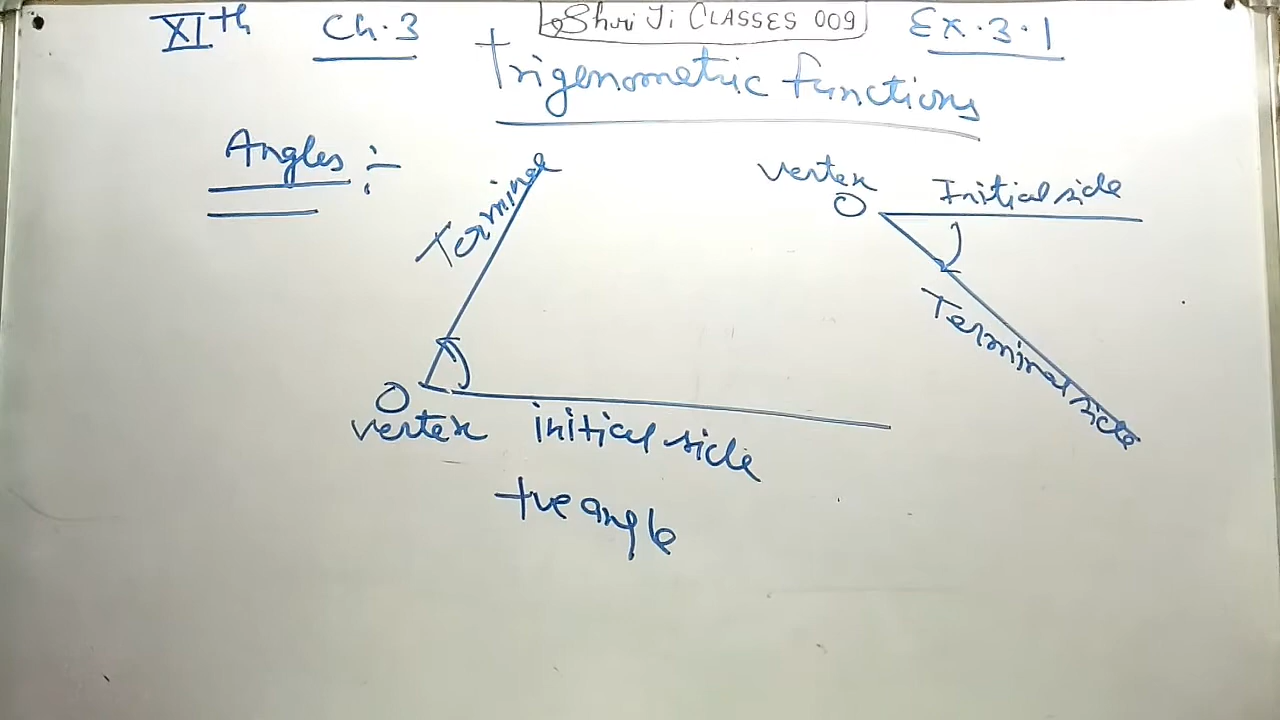 XIth Ch.3 Shri Ji CLASSES 009 Ex.3.1
Trigenometric functions
Angles :-
Terminal
O
vertex
initial side
+ve angle
vertex
O
Initial side
Terminal side